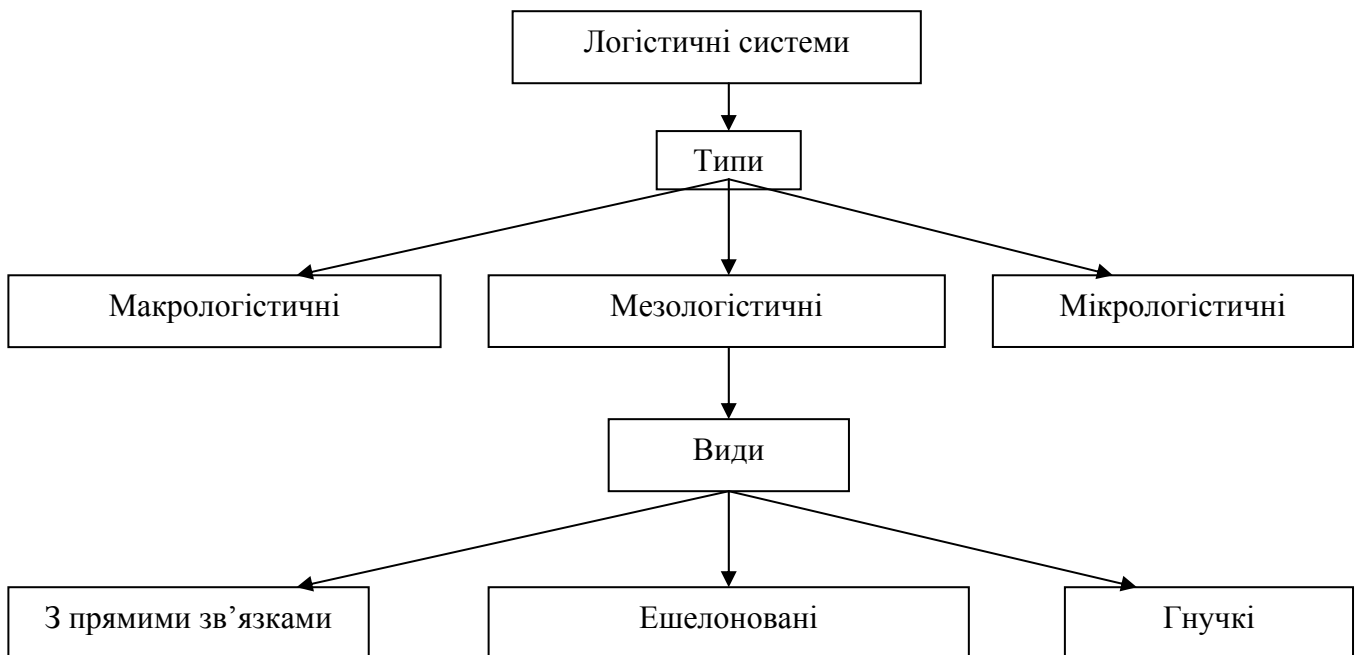 Логістичні системи
Типи
Макрологістичні
Мезологістичні
Мікрологістичні
Види
З прямими зв’язками
Ешелоновані
Гнучкі